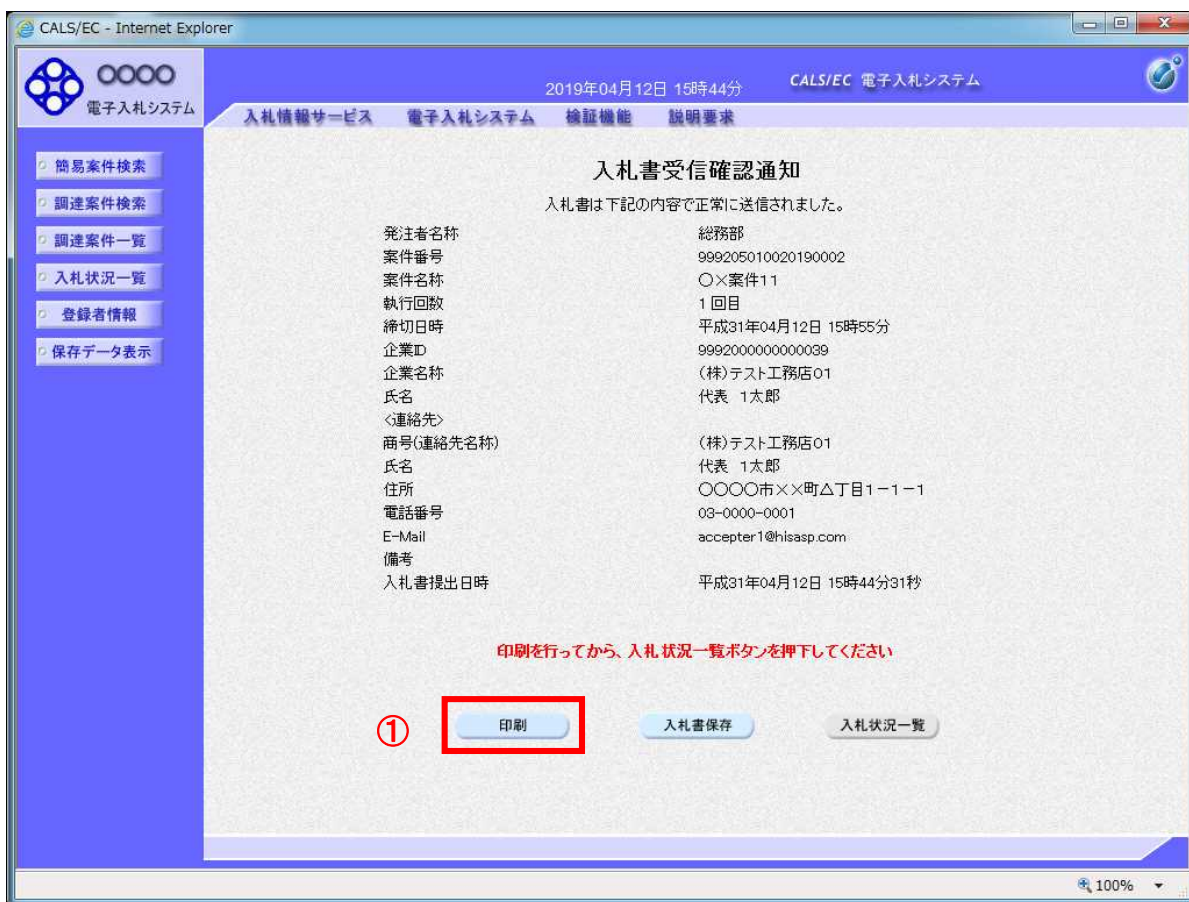 CALS/EC - Internet Explorer
○○○○
電子入札システム
2019年04月12日 15時44分
CALS/EC 電子入札システム
入札情報サービス 電子入札システム 検証機能 説明要求
簡易案件検索
調達案件検索
調達案件一覧
入札状況一覧
登録者情報
保存データ表示
入札書受信確認通知
入札書は下記の内容で正常に送信されました。
発注者名称 総務部
案件番号 999205010020190002
案件名称 ○×案件11
執行回数 1回目
締切日時 平成31年04月12日 15時55分
企業ID 9992000000000039
企業名称 (株)テスト工務店01
氏名 代表 1太郎
<連絡先>
商号(連絡先名称) (株)テスト工務店01
氏名 代表 1太郎
住所 ○○○○市××町△丁目1-1-1
電話番号 03-0000-0001
E-Mail accepter1@hisasp.com
備考
入札書提出日時 平成31年04月12日 15時44分31秒
印刷を行ってから、入札状況一覧ボタンを押下してください
① 印刷 入札書保存 入札状況一覧
100%